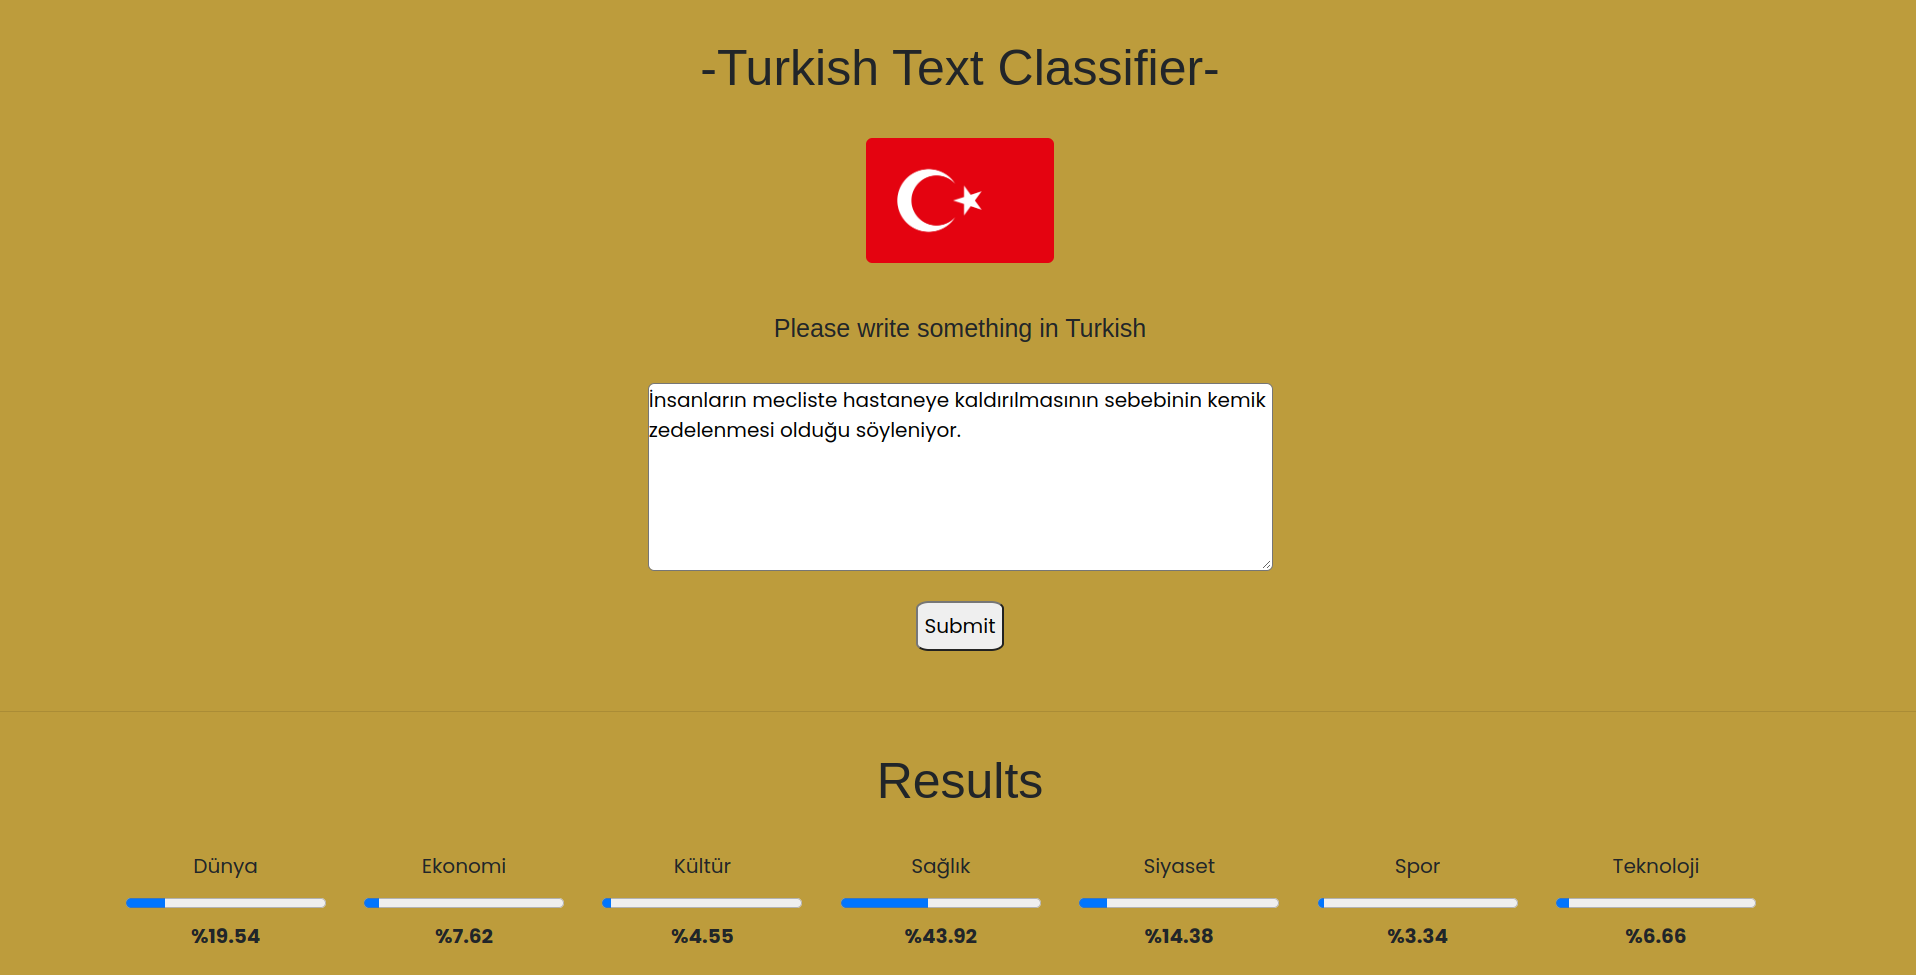 -Turkish Text Classifier-
Please write something in Turkish
İnsanların mecliste hastaneye kaldırılmasının sebebinin kemik
zedelenmesi olduğu söyleniyor.
Submit
Results
Dünya Ekonomi Kültür Sağlık Siyaset Spor Teknoloji
%19.54 %7.62 %4.55 %43.92 %14.38 %3.34 %6.66